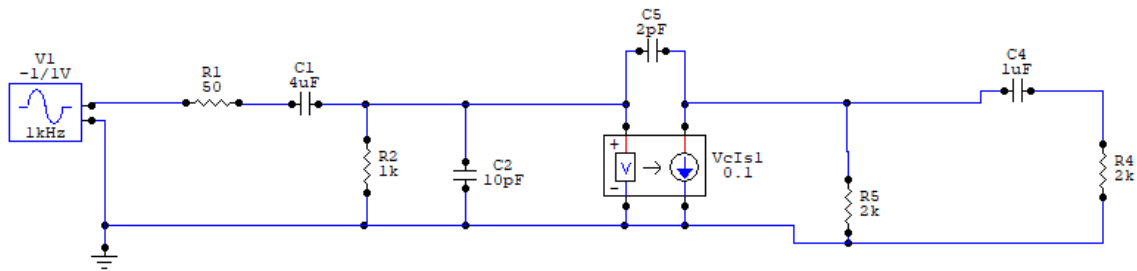 V1
-1/1V
1kHz
R1
50
C1
4uF
R2
1k
C2
10pF
C5
2pF
+
V
-
VcIs1
0.1
R5
2k
C4
1uF
R4
2k